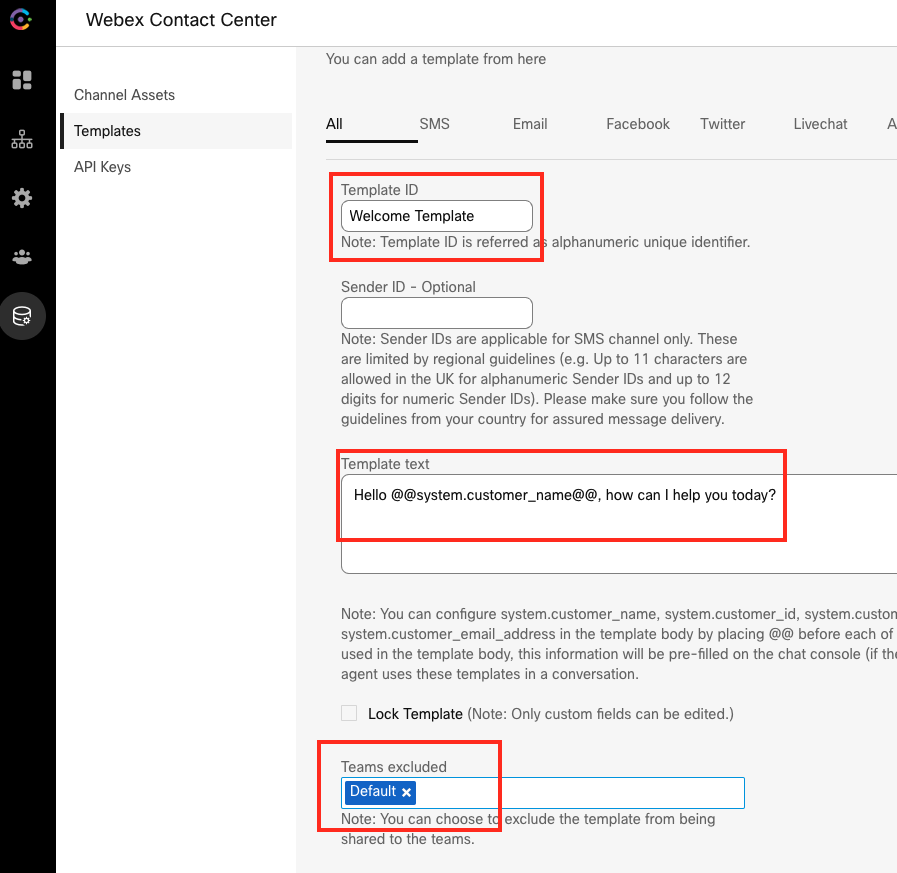 Webex Contact Center
You can add a template from here
Channel Assets
Templates
API Keys
All SMS Email Facebook Twitter Livechat A
Template ID
Welcome Template
Note: Template ID is referred as alphanumeric unique identifier.
Sender ID - Optional
Note: Sender IDs are applicable for SMS channel only. These
are limited by regional guidelines (e.g. Up to 11 characters are
allowed in the UK for alphanumeric Sender IDs and up to 12
digits for numeric Sender IDs). Please make sure you follow the
guidelines from your country for assured message delivery.
Template text
Hello @@system.customer_name@@, how can I help you today?
Note: You can configure system.customer_name, system.customer_id, system.custon
system.customer_email_address in the template body by placing @@ before each of
used in the template body, this information will be pre-filled on the chat console (if the
agent uses these templates in a conversation.
Lock Template (Note: Only custom fields can be edited.)
Teams excluded
Default ×
Note: You can choose to exclude the template from being
shared to the teams.